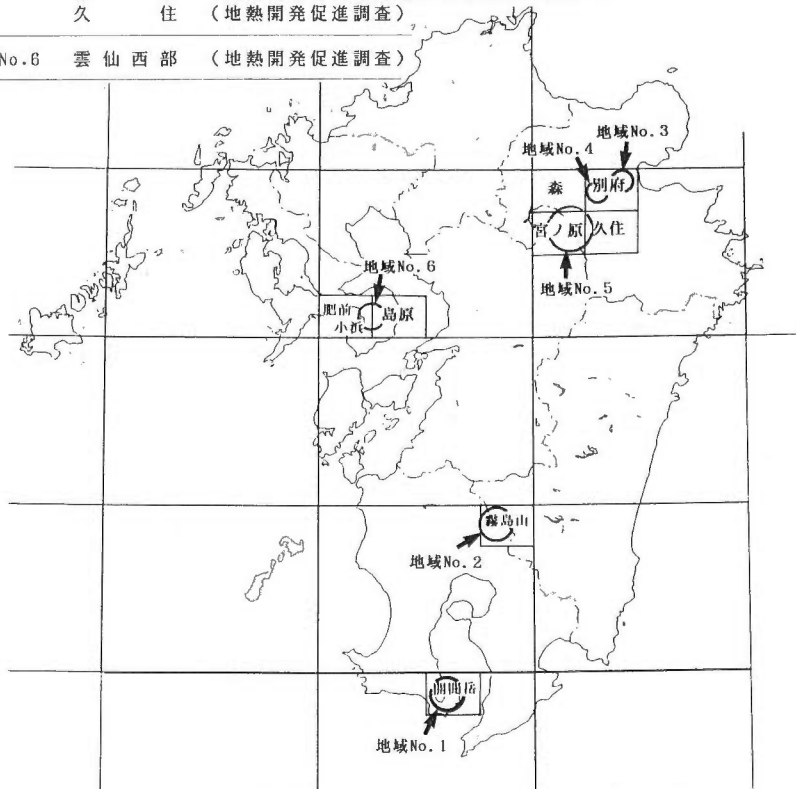 久住 （地熱開発促進調査）
No.6 雲仙西部 （地熱開発促進調査）
地域No.3
地域No.4
森
別府
宮ノ原
久住
地域No.5
地域No.6
肥前
小浜
島原
霧島山
地域No.2
開聞岳
地域No.1